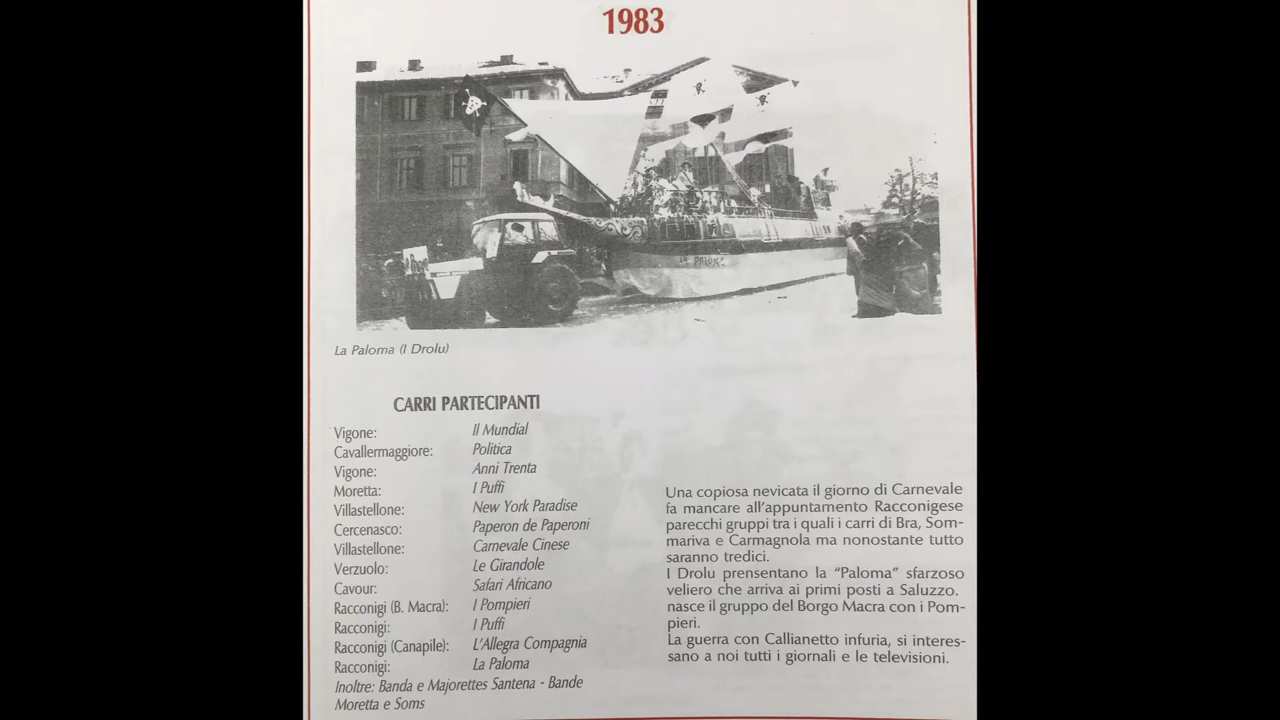 1983
LA PALOMA
La Paloma (I Drolu)
CARRI PARTECIPANTI
Vigone: Il Mundial
Cavallermaggiore: Politica
Vigone: Anni Trenta
Moretta: I Puffi
Villastellone: New York Paradise
Cercenasco: Paperon de Paperoni
Villastellone: Carnevale Cinese
Verzuolo: Le Girandole
Cavour: Safari Africano
Racconigi (B. Macra): I Pompieri
Racconigi: I Puffi
Racconigi (Canapile): L'Allegra Compagnia
Racconigi: La Paloma
Inoltre: Banda e Majorettes Santena - Bande
Moretta e Soms
Una copiosa nevicata il giorno di Carnevale
fa mancare all'appuntamento Racconigese
parecchi gruppi tra i quali i carri di Bra, Som-
mariva e Carmagnola ma nonostante tutto
saranno tredici.
I Drolu prensentano la "Paloma" sfarzoso
veliero che arriva ai primi posti a Saluzzo.
nasce il gruppo del Borgo Macra con i Pom-
pieri.
La guerra con Callianetto infuria, si interes-
sano a noi tutti i giornali e le televisioni.